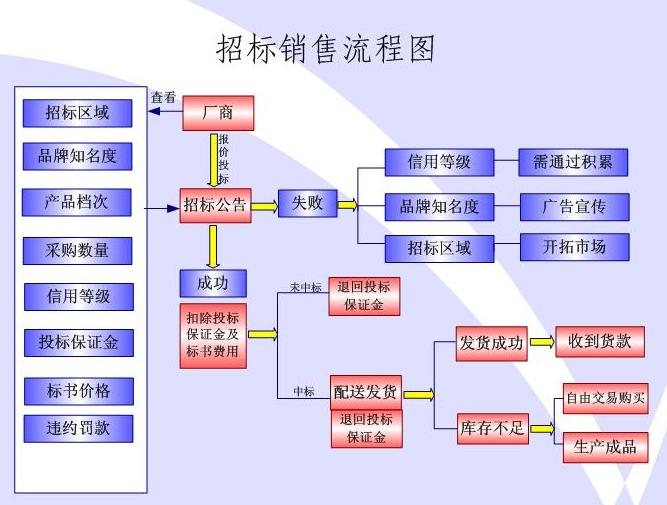 招标销售流程图
招标区域
品牌知名度
产品档次
采购数量
信用等级
投标保证金
标书价格
违约罚款
查看
厂商
报
价
投
标
招标公告
失败
信用等级
需通过积累
品牌知名度
广告宣传
招标区域
开拓市场
成功
扣除投标
保证金及
标书费用
未中标
退回投标
保证金
中标
配送发货
退回投标
保证金
发货成功
收到货款
库存不足
自由交易购买
生产成品